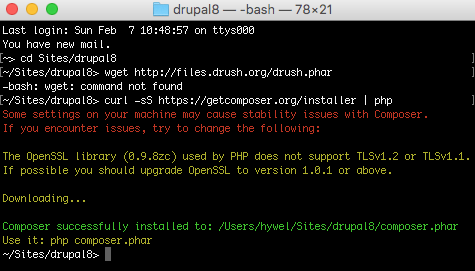 drupal8 — -bash — 78×21
Last login: Sun Feb  7 10:48:57 on ttys000
You have new mail.
[~> cd Sites/drupal8
[~/Sites/drupal8> wget http://files.drush.org/drush.phar
-bash: wget: command not found
[~/Sites/drupal8> curl -sS https://getcomposer.org/installer | php
Some settings on your machine may cause stability issues with Composer.
If you encounter issues, try to change the following:
The OpenSSL library (0.9.8zc) used by PHP does not support TLSv1.2 or TLSv1.1.
If possible you should upgrade OpenSSL to version 1.0.1 or above.
Downloading...
Composer successfully installed to: /Users/hywel/Sites/drupal8/composer.phar
Use it: php composer.phar
~/Sites/drupal8>